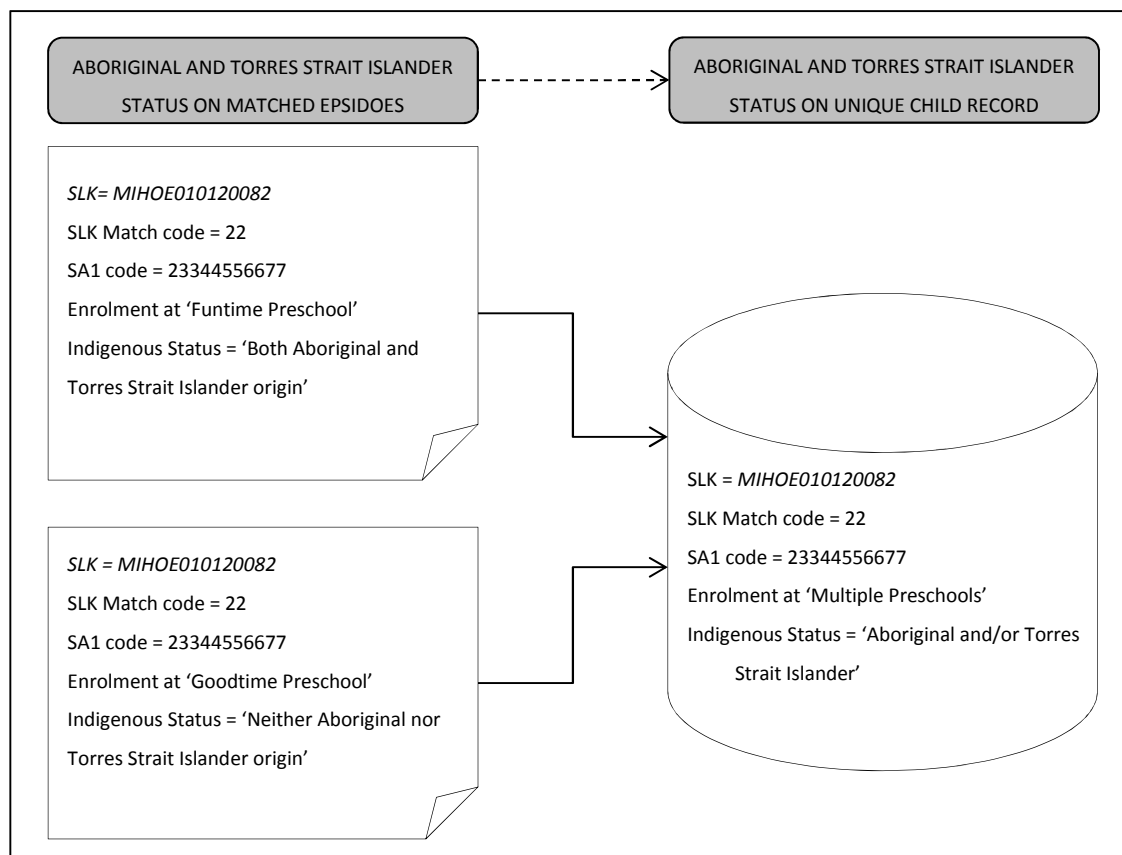 ABORIGINAL AND TORRES STRAIT ISLANDER
STATUS ON MATCHED EPSIDOES
ABORIGINAL AND TORRES STRAIT ISLANDER
STATUS ON UNIQUE CHILD RECORD
SLK= MIHOE010120082
SLK Match code = 22
SA1 code = 23344556677
Enrolment at ‘Funtime Preschool’
Indigenous Status = ‘Both Aboriginal and
Torres Strait Islander origin’
SLK = MIHOE010120082
SLK Match code = 22
SA1 code = 23344556677
Enrolment at ‘Goodtime Preschool’
Indigenous Status = ‘Neither Aboriginal nor
Torres Strait Islander origin’
SLK = MIHOE010120082
SLK Match code = 22
SA1 code = 23344556677
Enrolment at ‘Multiple Preschools’
Indigenous Status = ‘Aboriginal and/or Torres
Strait Islander’